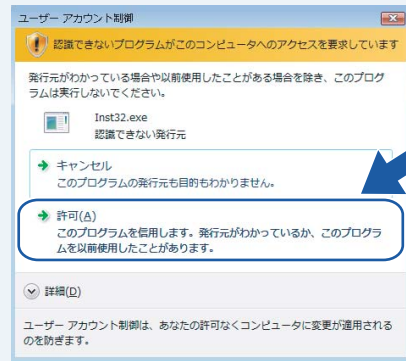 ユーザー アカウント制御
認識できないプログラムがこのコンピュータへのアクセスを要求しています
発行元がわかっている場合や以前使用したことがある場合を除き、このプログ
ラムは実行しないでください。
Inst32.exe
認識できない発行元
キャンセル
このプログラムの発行元も目的もわかりません。
許可(A)
このプログラムを信用します。発行元がわかっているか、このプログラ
ムを以前使用したことがあります。
詳細(D)
ユーザー アカウント制御は、あなたの許可なくコンピュータに変更が適用される
のを防ぎます。